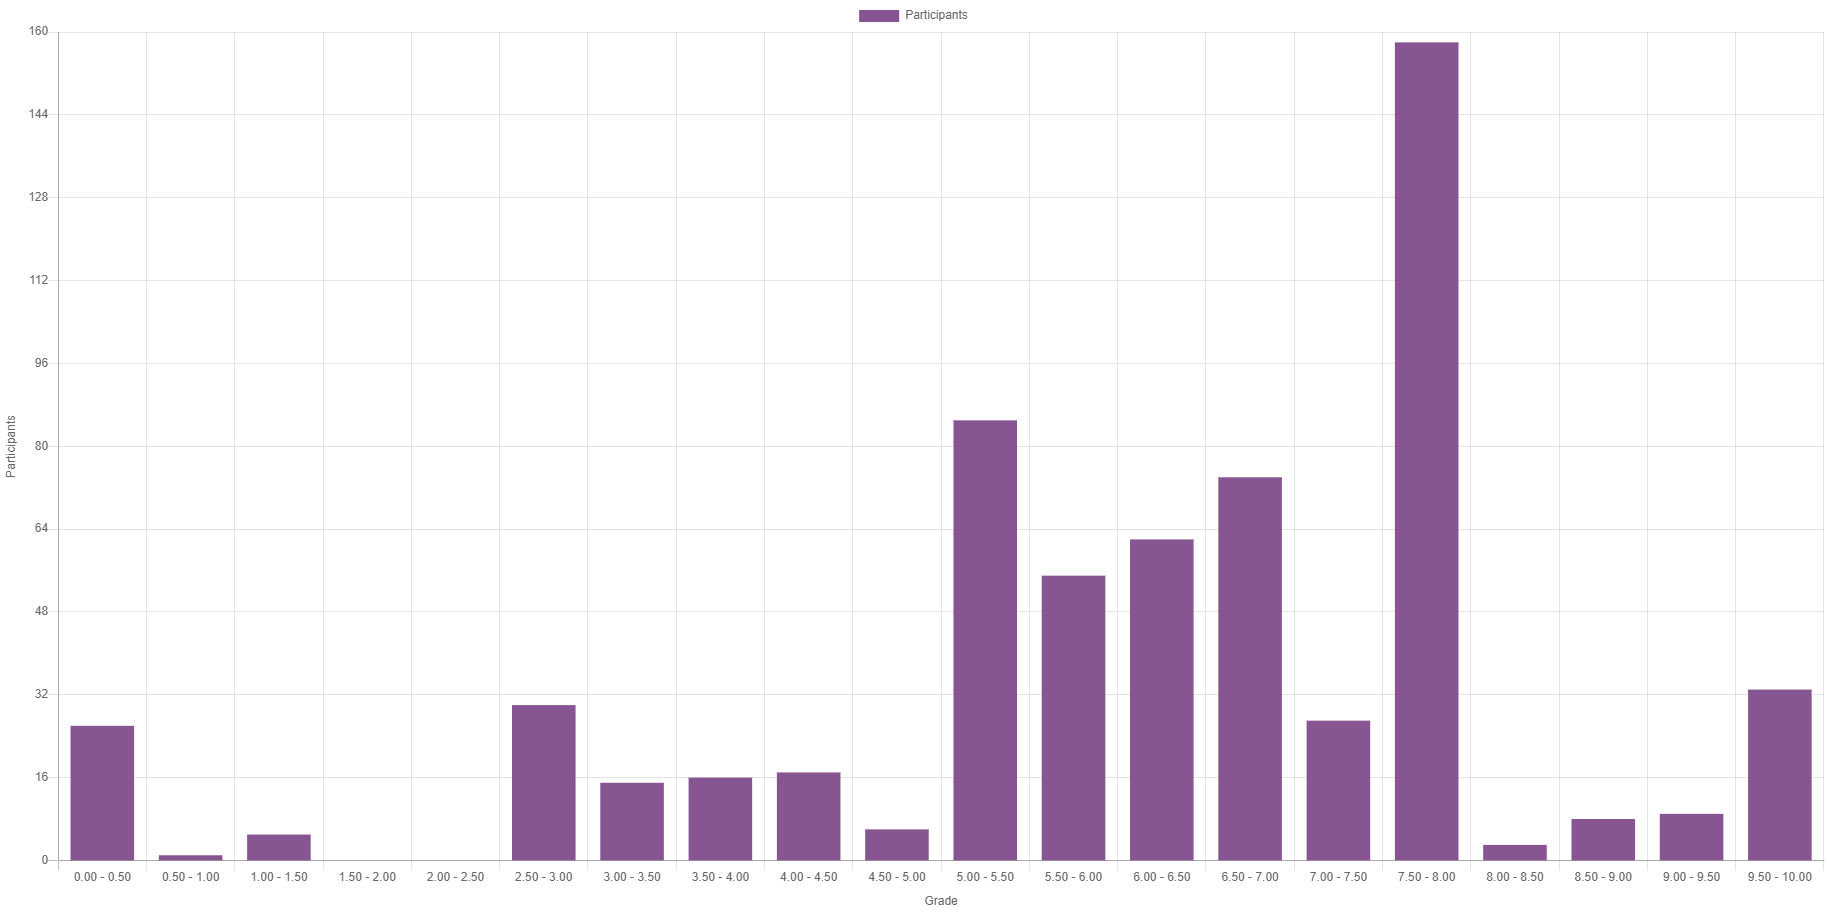 Participants
160
144
128
112
96
80
64
48
32
16
0
Participants
0.00 - 0.50
0.50 - 1.00
1.00 - 1.50
1.50 - 2.00
2.00 - 2.50
2.50 - 3.00
3.00 - 3.50
3.50 - 4.00
4.00 - 4.50
4.50 - 5.00
5.00 - 5.50
5.50 - 6.00
6.00 - 6.50
6.50 - 7.00
7.00 - 7.50
7.50 - 8.00
8.00 - 8.50
8.50 - 9.00
9.00 - 9.50
9.50 - 10.00
Grade